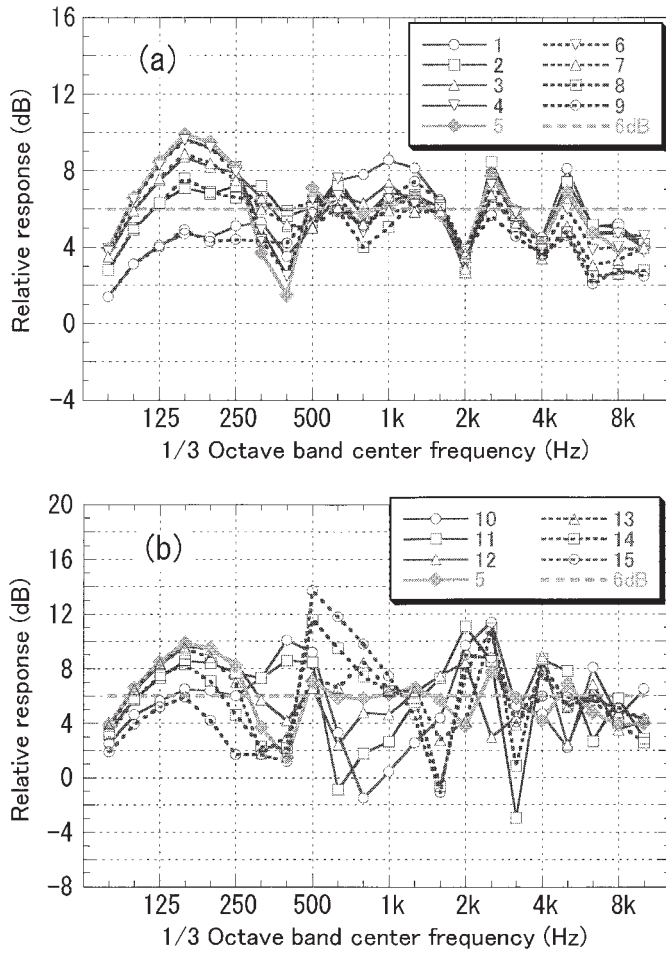 16
12
8
4
0
-4
Relative response (dB)
(a)
1 6
2 7
3 8
4 9
5 6dB
125 250 500 1k 2k 4k 8k
1/3 Octave band center frequency (Hz)
20
16
12
8
4
0
-4
-8
Relative response (dB)
(b)
10 13
11 14
12 15
5 6dB
125 250 500 1k 2k 4k 8k
1/3 Octave band center frequency (Hz)